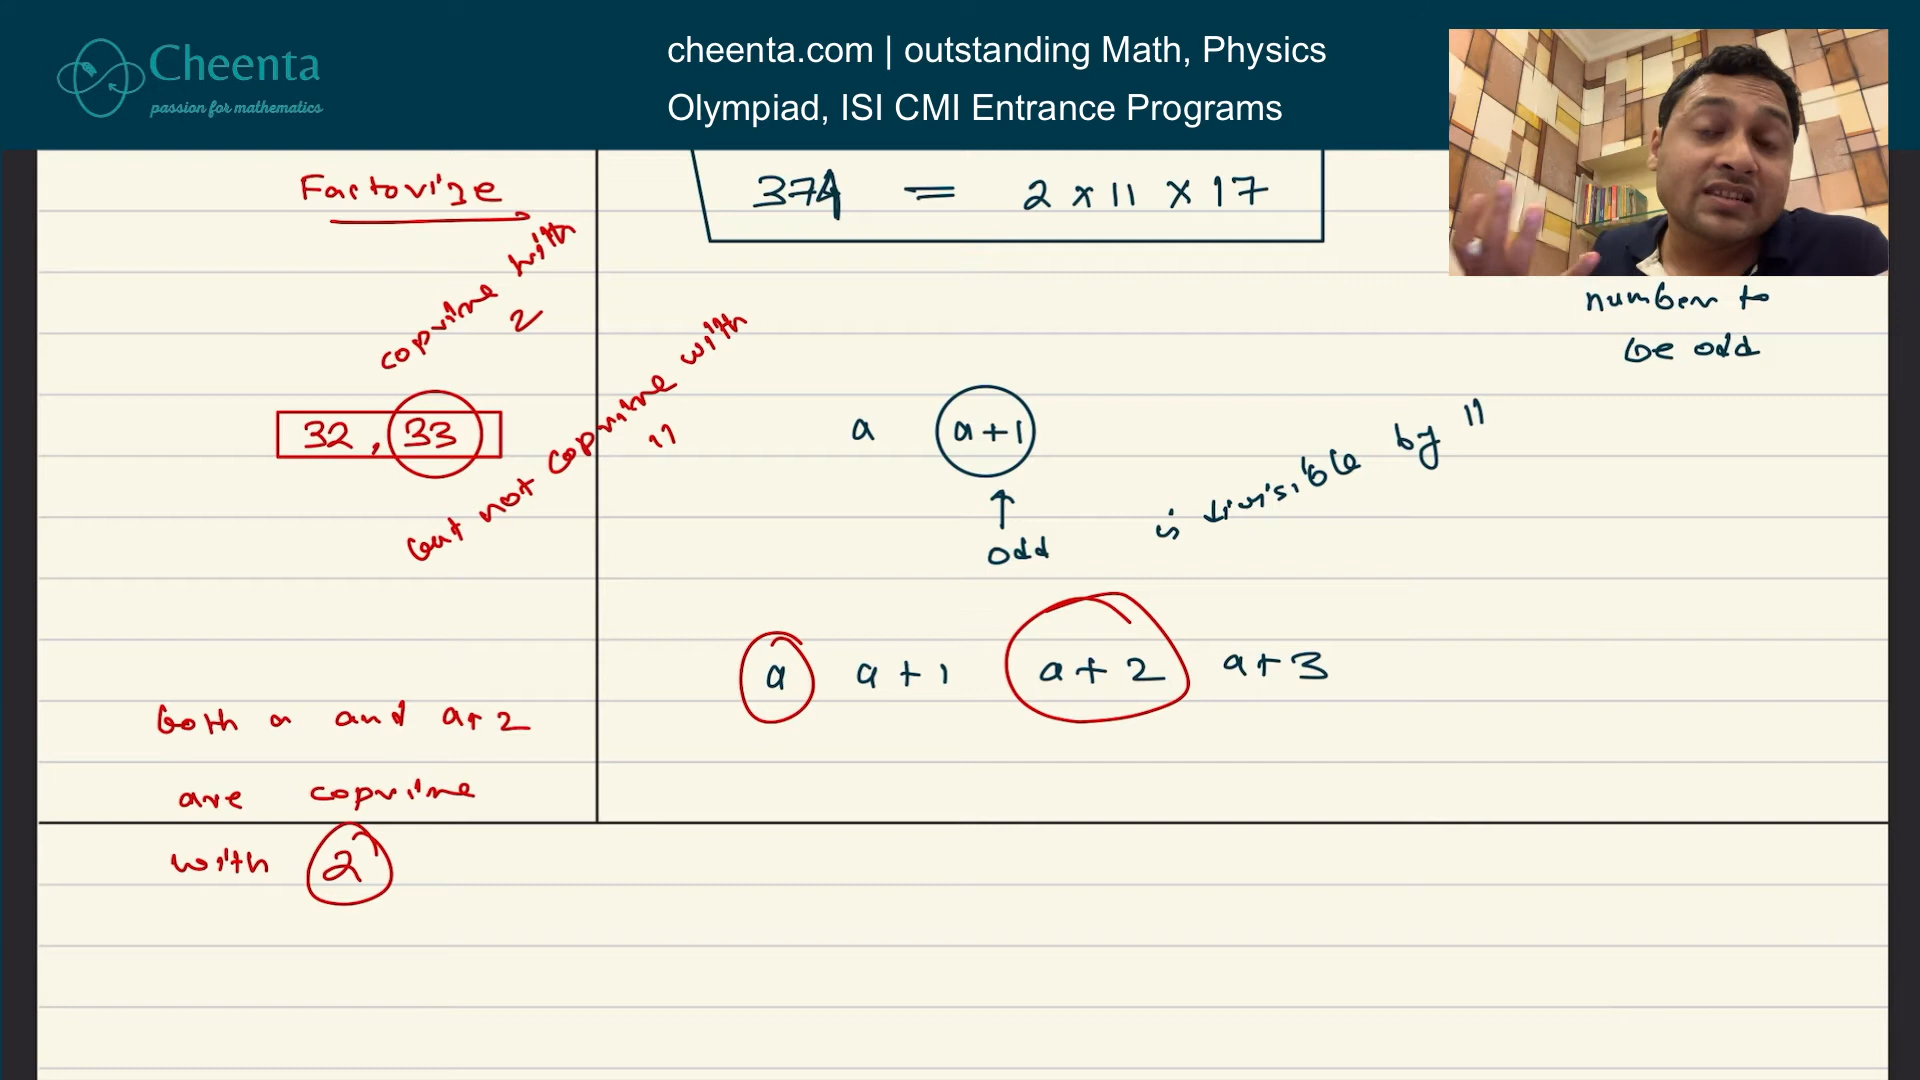 Cheenta
passion for mathematics
cheenta.com | outstanding Math, Physics
Olympiad, ISI CMI Entrance Programs
Factorize
374 = 2 x 11 x 17
number to
be odd
coprime with
2
but not coprime with
11
32, 33
a a+1
odd
is divisible by 11
a a+1 a+2 a+3
both a and a+2
are coprime
with 2